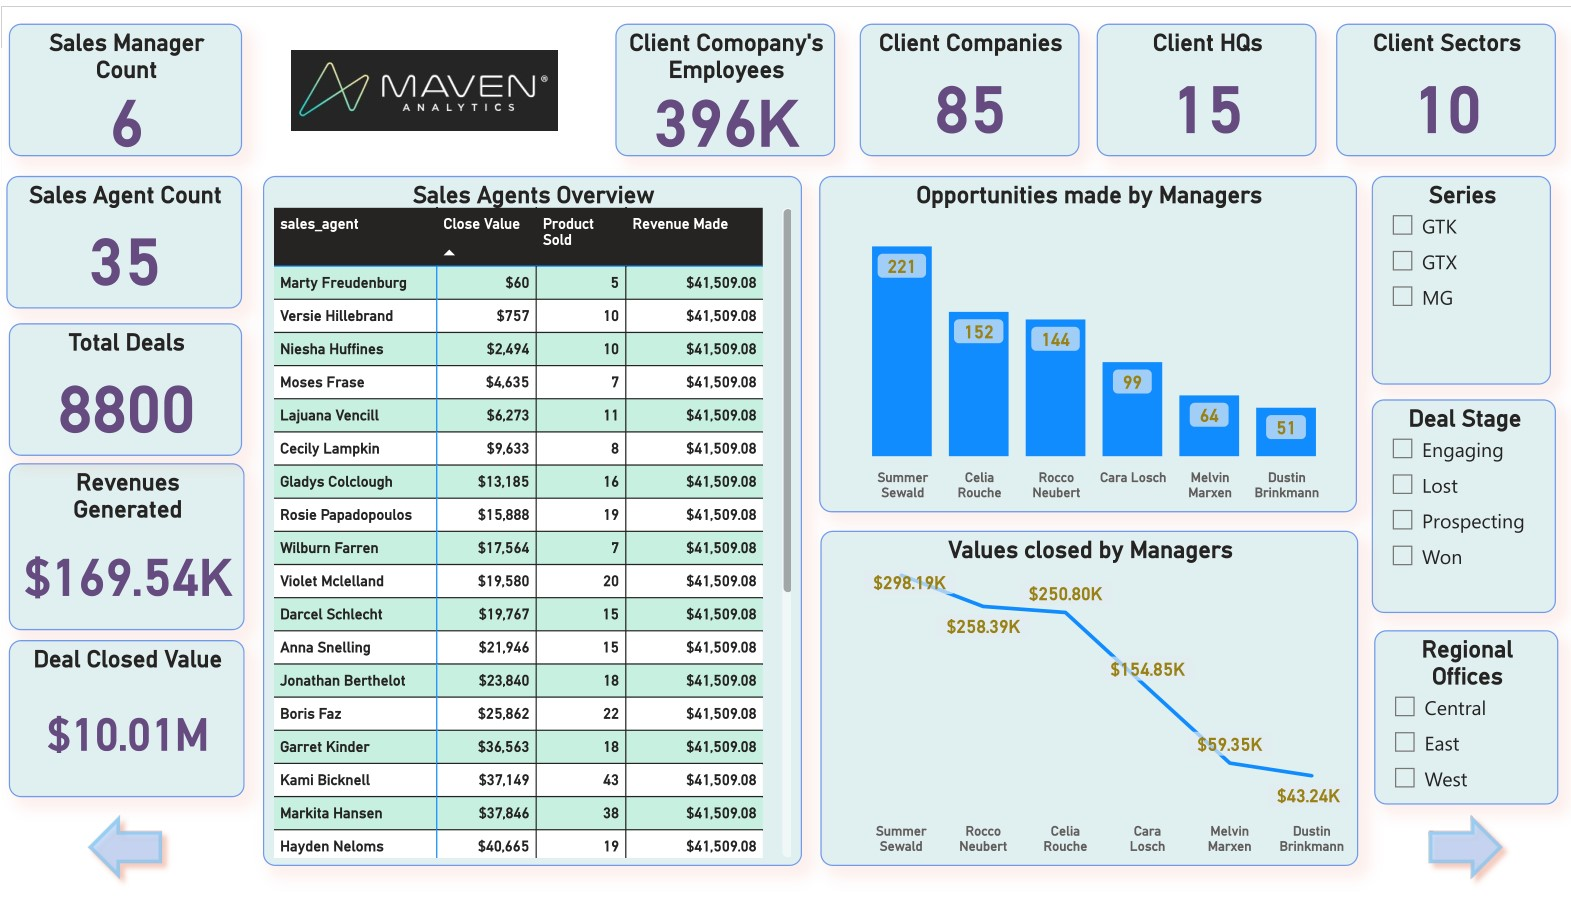 Sales Manager
Count
6
MAVEN®
ANALYTICS
Client Comopany's
Employees
396K
Client Companies
85
Client HQs
15
Client Sectors
10
Sales Agent Count
35
Total Deals
8800
Revenues
Generated
$169.54K
Deal Closed Value
$10.01M
Sales Agents Overview
sales_agent Close Value Product Sold Revenue Made
Marty Freudenburg $60 5 $41,509.08
Versie Hillebrand $757 10 $41,509.08
Niesha Huffines $2,494 10 $41,509.08
Moses Frase $4,635 7 $41,509.08
Lajuana Vencill $6,273 11 $41,509.08
Cecily Lampkin $9,633 8 $41,509.08
Gladys Colclough $13,185 16 $41,509.08
Rosie Papadopoulos $15,888 19 $41,509.08
Wilburn Farren $17,564 7 $41,509.08
Violet Mclelland $19,580 20 $41,509.08
Darcel Schlecht $19,767 15 $41,509.08
Anna Snelling $21,946 15 $41,509.08
Jonathan Berthelot $23,840 18 $41,509.08
Boris Faz $25,862 22 $41,509.08
Garret Kinder $36,563 18 $41,509.08
Kami Bicknell $37,149 43 $41,509.08
Markita Hansen $37,846 38 $41,509.08
Hayden Neloms $40,665 19 $41,509.08
Opportunities made by Managers
221
152
144
99
64
51
Summer Sewald
Celia Rouche
Rocco Neubert
Cara Losch
Melvin Marxen
Dustin Brinkmann
Values closed by Managers
$298.19K
$258.39K
$250.80K
$154.85K
$59.35K
$43.24K
Summer Sewald
Rocco Neubert
Celia Rouche
Cara Losch
Melvin Marxen
Dustin Brinkmann
Series
GTK
GTX
MG
Deal Stage
Engaging
Lost
Prospecting
Won
Regional
Offices
Central
East
West